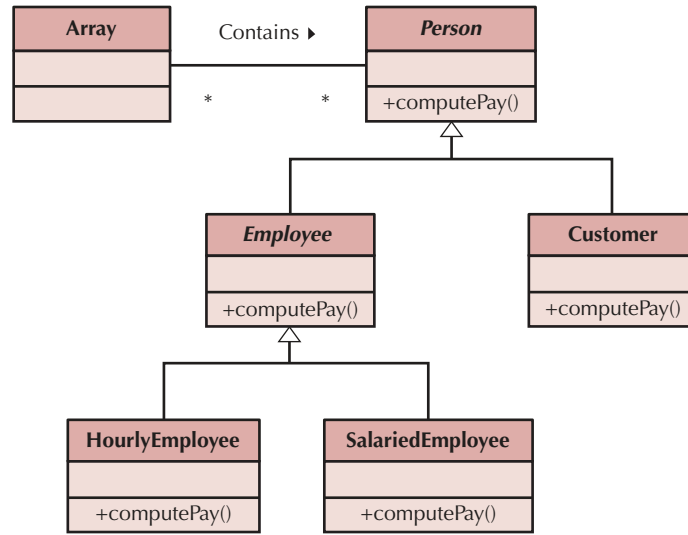 Array
Contains ▶
Person
* *
+computePay()
Employee
Customer
+computePay()
+computePay()
HourlyEmployee
SalariedEmployee
+computePay()
+computePay()